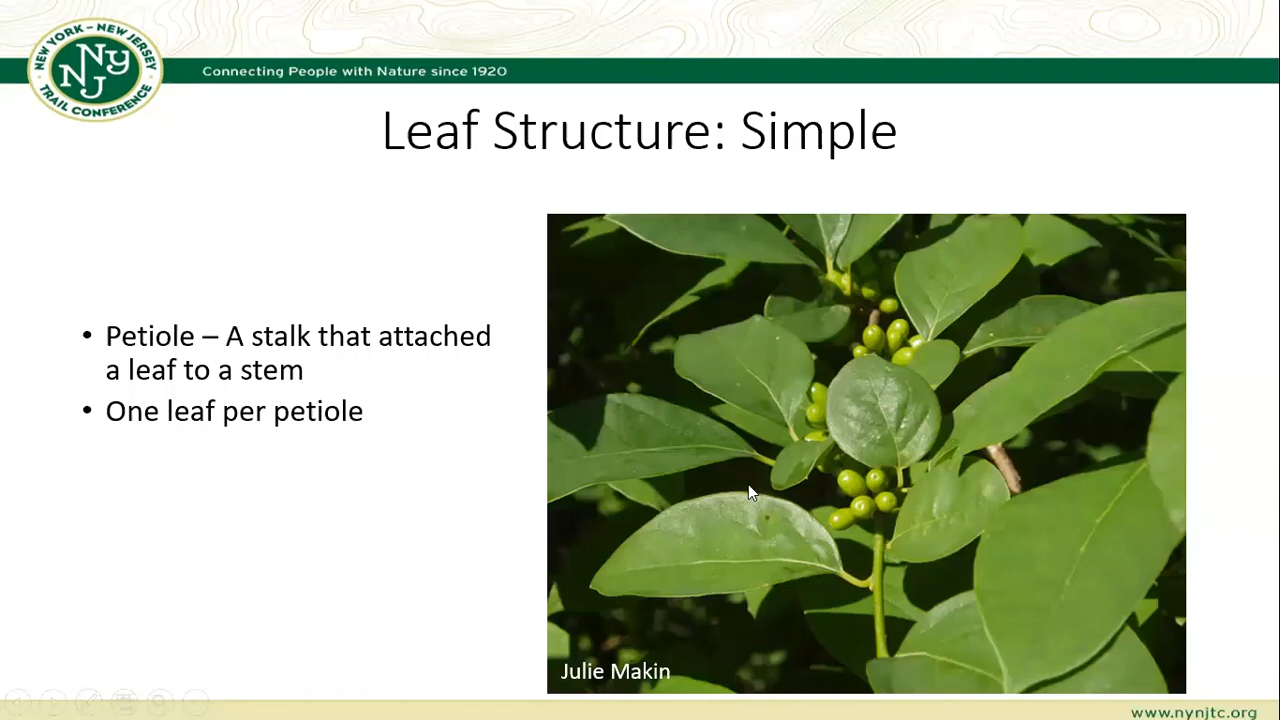 NEW YORK – NEW JERSEY
NY
NJ
TRAIL CONFERENCE
Connecting People with Nature since 1920
Leaf Structure: Simple
• Petiole – A stalk that attached
a leaf to a stem
• One leaf per petiole
Julie Makin
www.nynjtc.org